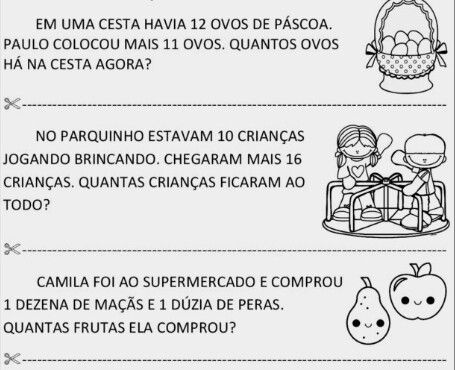 EM UMA CESTA HAVIA 12 OVOS DE PÁSCOA.
PAULO COLOCOU MAIS 11 OVOS. QUANTOS OVOS
HÁ NA CESTA AGORA?
NO PARQUINHO ESTAVAM 10 CRIANÇAS
JOGANDO BRINCANDO. CHEGARAM MAIS 16
CRIANÇAS. QUANTAS CRIANÇAS FICARAM AO
TODO?
CAMILA FOI AO SUPERMERCADO E COMPROU
1 DEZENA DE MAÇÃS E 1 DÚZIA DE PERAS.
QUANTAS FRUTAS ELA COMPROU?